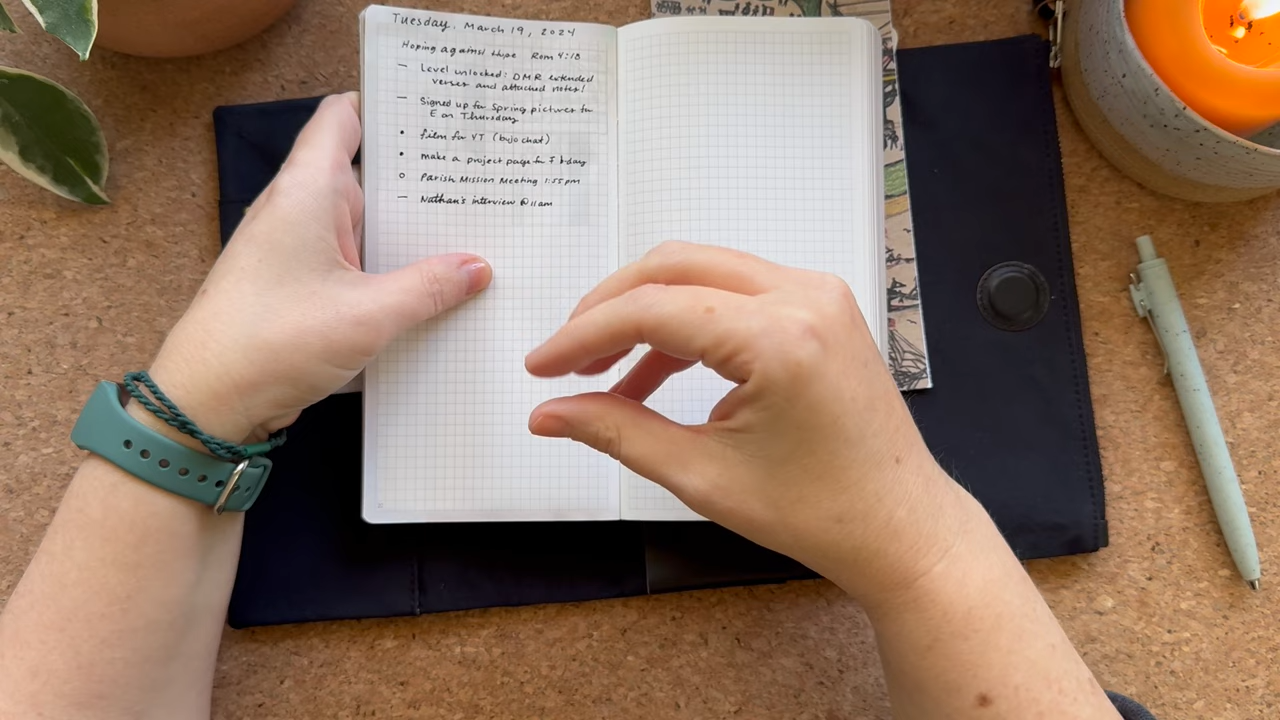 Tuesday, March 19, 2024
Hoping against hope Rom 4:18
— Level unlocked: DMR extended
verses and attached notes!
— Signed up for Spring pictures for
E on Thursday
• film for YT (bujo chat)
• make a project page for F b·day
○ Parish Mission Meeting 1:55pm
— Nathan's interview @ 11am